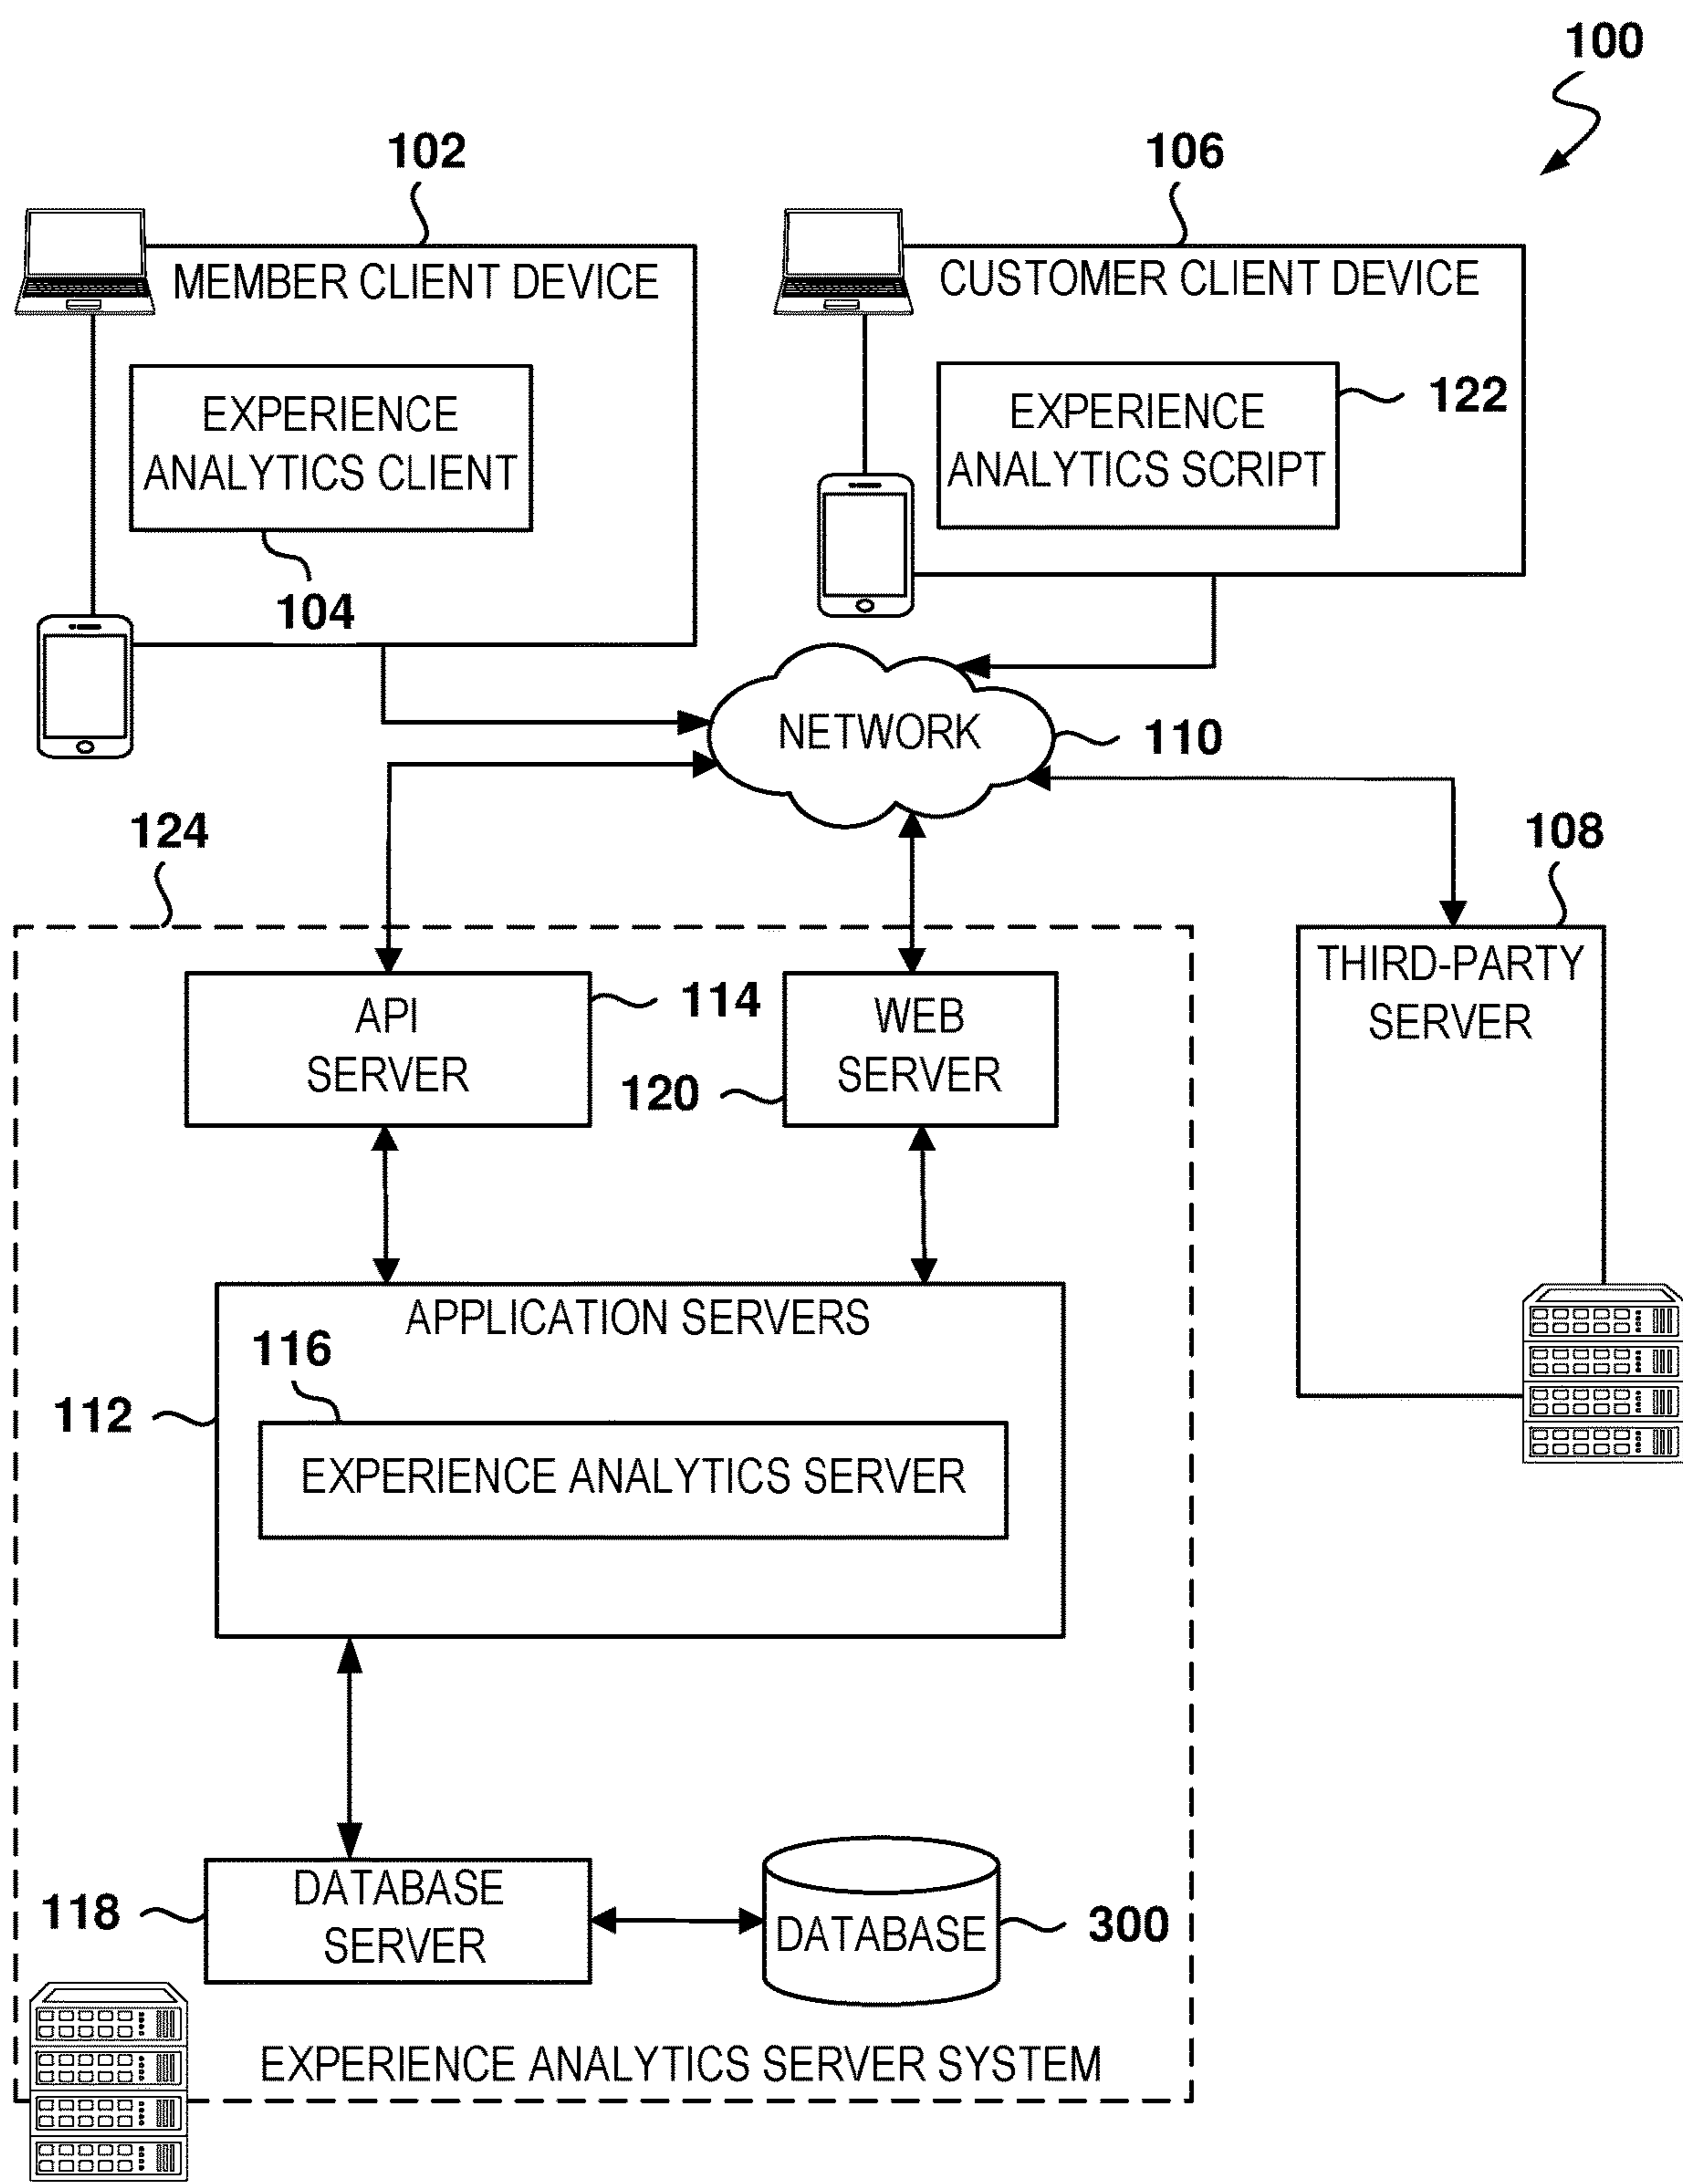 100
102
106
MEMBER CLIENT DEVICE
CUSTOMER CLIENT DEVICE
EXPERIENCE
ANALYTICS CLIENT
104
EXPERIENCE
ANALYTICS SCRIPT
122
NETWORK
110
124
108
API
SERVER
114
WEB
SERVER
120
THIRD-PARTY
SERVER
APPLICATION SERVERS
116
112
EXPERIENCE ANALYTICS SERVER
DATABASE
SERVER
118
DATABASE
300
EXPERIENCE ANALYTICS SERVER SYSTEM